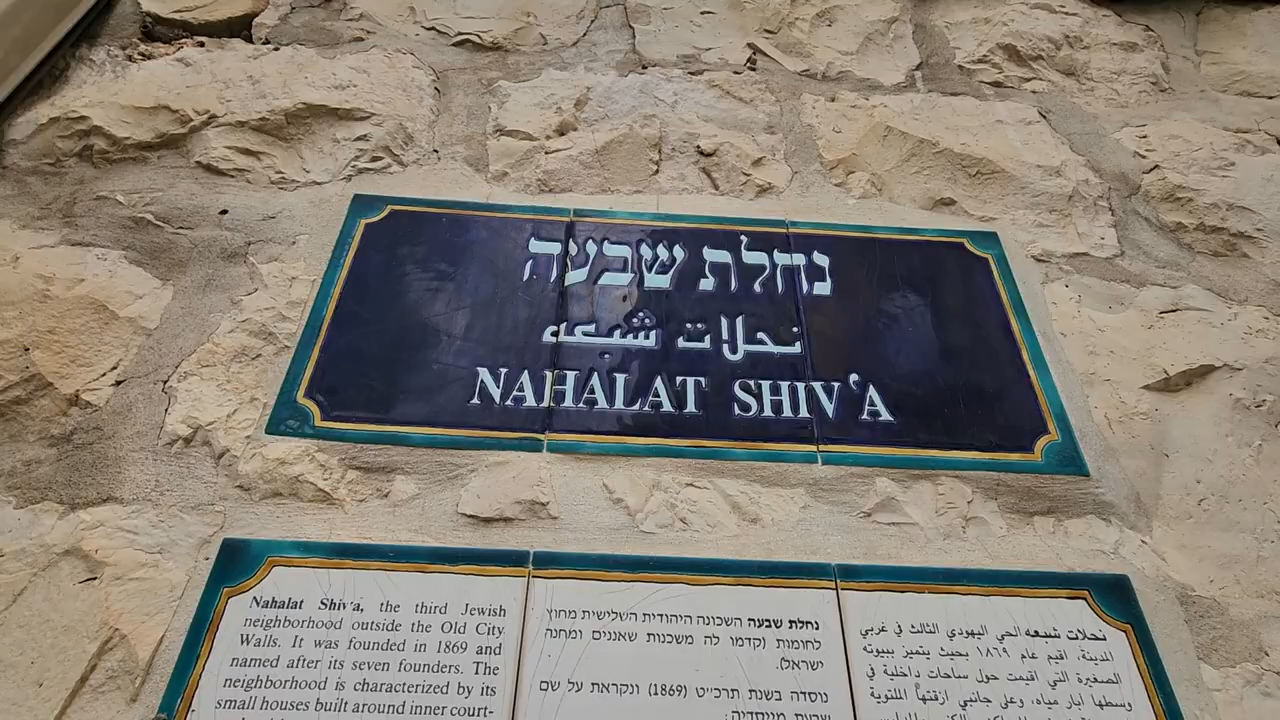 נחלת שבעה
نحلات شبعه
NAHALAT SHIV'A
Nahalat Shiv'a, the third Jewish
neighborhood outside the Old City
Walls. It was founded in 1869 and
named after its seven founders. The
neighborhood is characterized by its
small houses built around inner court-
נחלת שבעה השכונה היהודית השלישית מחוץ
לחומות (קדמו לה משכנות שאננים ומחנה
ישראל).
נוסדה בשנת תרכ"ט (1869) ונקראת על שם
שבעת מייסדיה:
نحلات شبعه الحي اليهودي الثالث في غربي
المدينة، اقيم عام ١٨٦٩ بحيث يتميز ببيوته
الصغيرة التي اقيمت حول ساحات داخلية في
وسطها ابار مياه، وعلى جانبي ازقتها الملتوية